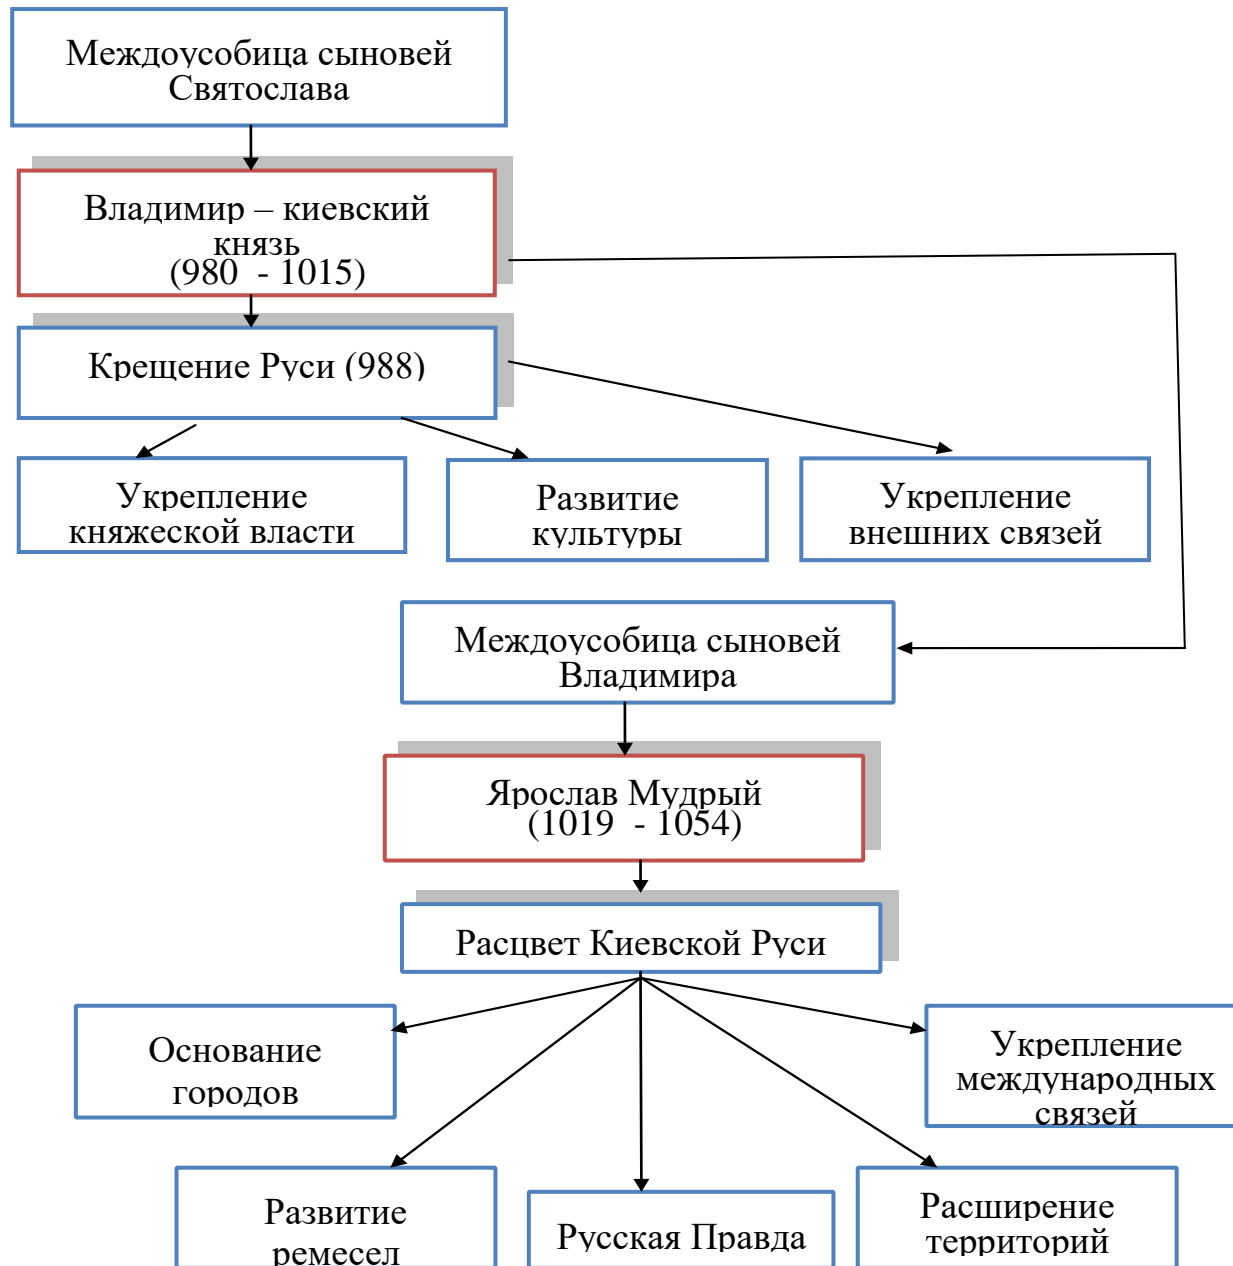 Междоусобица сыновей
Святослава
Владимир – киевский
князь
(980 - 1015)
Крещение Руси (988)
Укрепление
княжеской власти
Развитие
культуры
Укрепление
внешних связей
Междоусобица сыновей
Владимира
Ярослав Мудрый
(1019 - 1054)
Расцвет Киевской Руси
Основание
городов
Укрепление
международных
связей
Развитие
ремесел
Русская Правда
Расширение
территорий